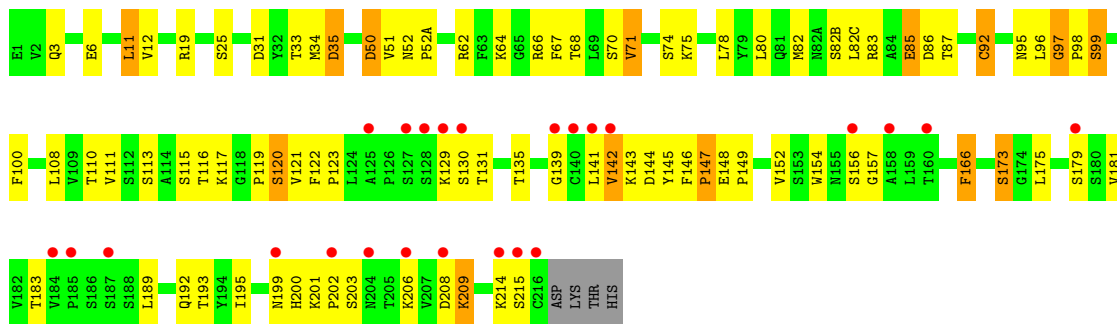 E1 V2 Q3 E6 L11 V12 R19 S25 D31 Y32 T33 M34 D35 D50 V51 N52 P52A R62 F63 K64 G65 R66 F67 T68 L69 S70 V71 S74 K75 L78 Y79 L80 Q81 M82 N82A S82B L82C R83 A84 E85 D86 T87 C92 N95 L96 G97 P98 S99
F100 L108 V109 T110 V111 S112 S113 A114 S115 T116 K117 G118 P119 S120 V121 F122 P123 L124 A125 P126 S127 S128 K129 S130 T131 T135 G139 C140 L141 V142 K143 D144 Y145 F146 P147 E148 P149 V152 S153 W154 N155 S156 G157 A158 L159 T160 F166 S173 G174 L175 S179 S180 V181
V182 T183 V184 P185 S186 S187 S188 L189 Q192 T193 Y194 I195 N199 H200 K201 P202 S203 N204 T205 K206 V207 D208 K209 K214 S215 C216 ASP LYS THR HIS